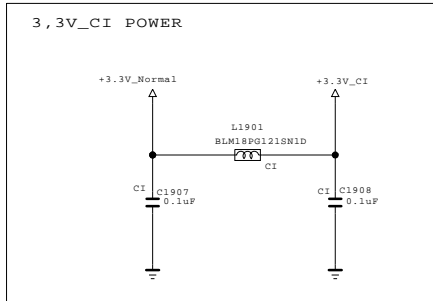 3,3V_CI POWER
+3.3V_Normal
+3.3V_CI
L1901
BLM18PG121SN1D
CI
CI C1907
0.1uF
CI C1908
0.1uF